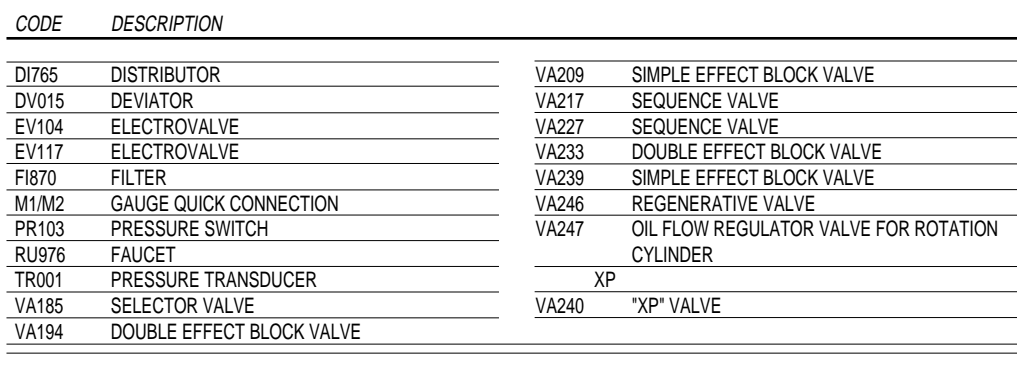 CODE DESCRIPTION
DI765 DISTRIBUTOR
DV015 DEVIATOR
EV104 ELECTROVALVE
EV117 ELECTROVALVE
FI870 FILTER
M1/M2 GAUGE QUICK CONNECTION
PR103 PRESSURE SWITCH
RU976 FAUCET
TR001 PRESSURE TRANSDUCER
VA185 SELECTOR VALVE
VA194 DOUBLE EFFECT BLOCK VALVE
VA209 SIMPLE EFFECT BLOCK VALVE
VA217 SEQUENCE VALVE
VA227 SEQUENCE VALVE
VA233 DOUBLE EFFECT BLOCK VALVE
VA239 SIMPLE EFFECT BLOCK VALVE
VA246 REGENERATIVE VALVE
VA247 OIL FLOW REGULATOR VALVE FOR ROTATION
CYLINDER
XP
VA240 "XP" VALVE